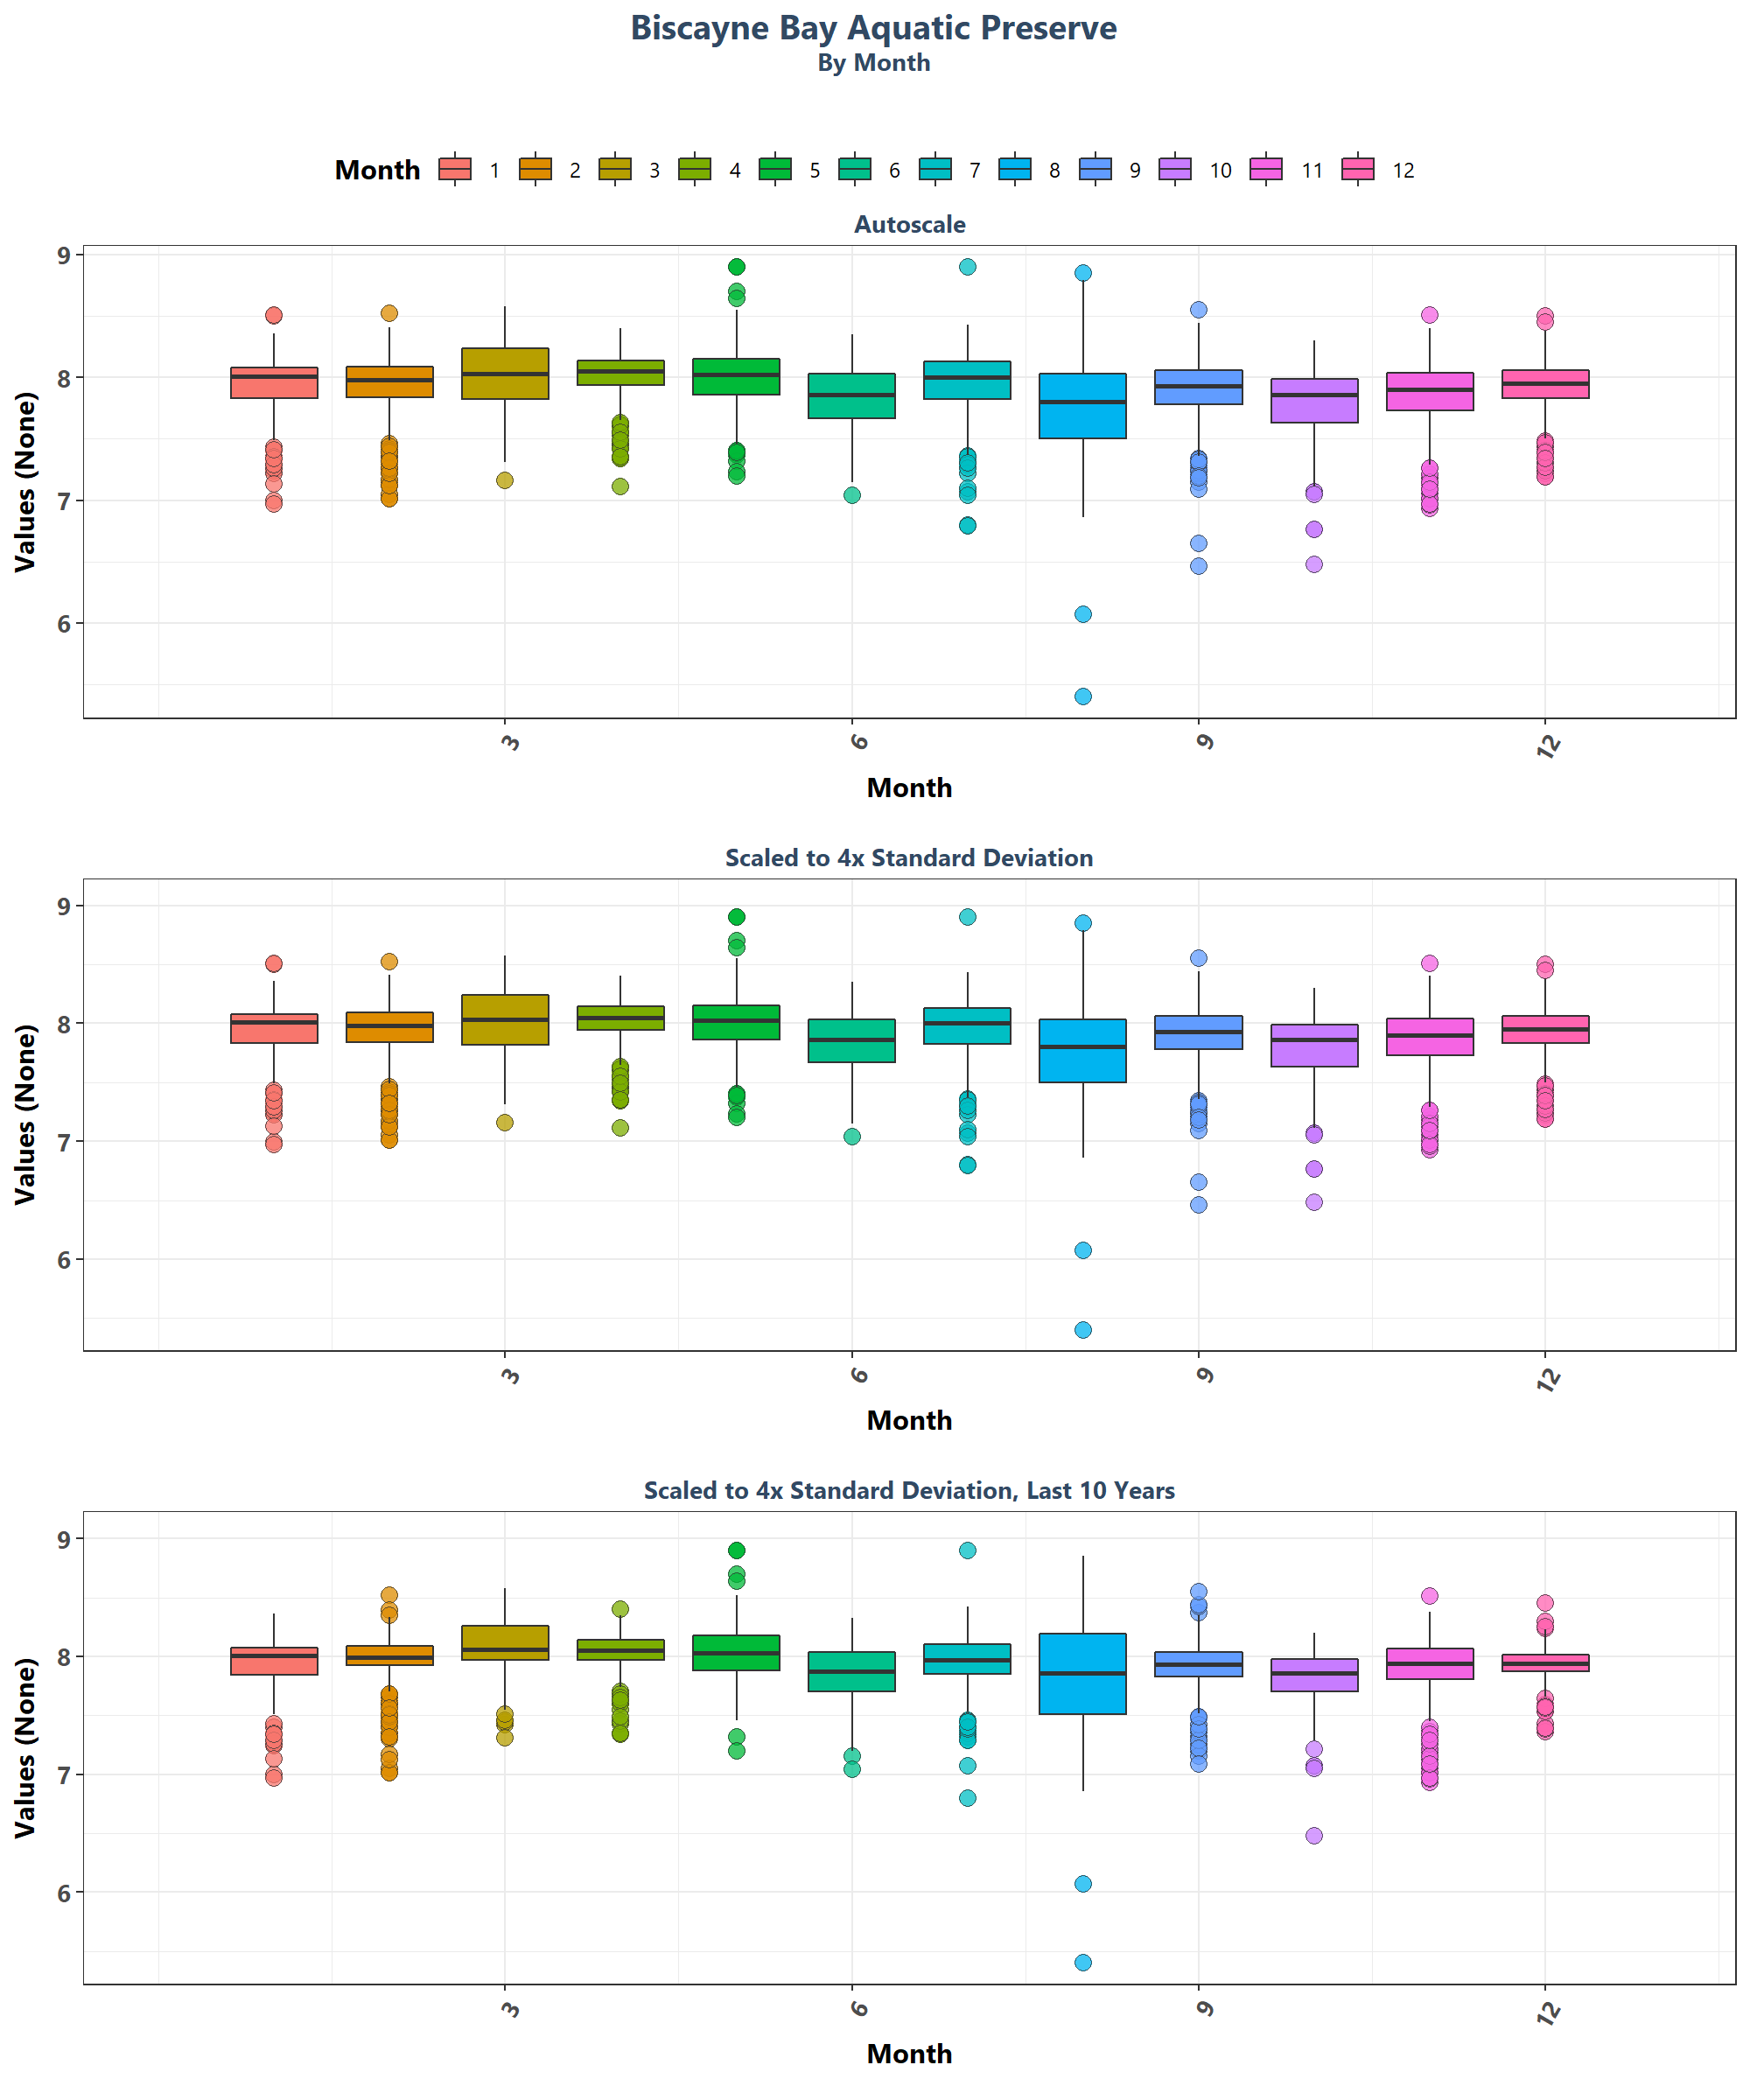 Biscayne Bay Aquatic Preserve
By Month
Month 1 2 3 4 5 6 7 8 9 10 11 12
Autoscale
9
8
7
6
Values (None)
3 6 9 12
Month
Scaled to 4x Standard Deviation
9
8
7
6
Values (None)
3 6 9 12
Month
Scaled to 4x Standard Deviation, Last 10 Years
9
8
7
6
Values (None)
3 6 9 12
Month